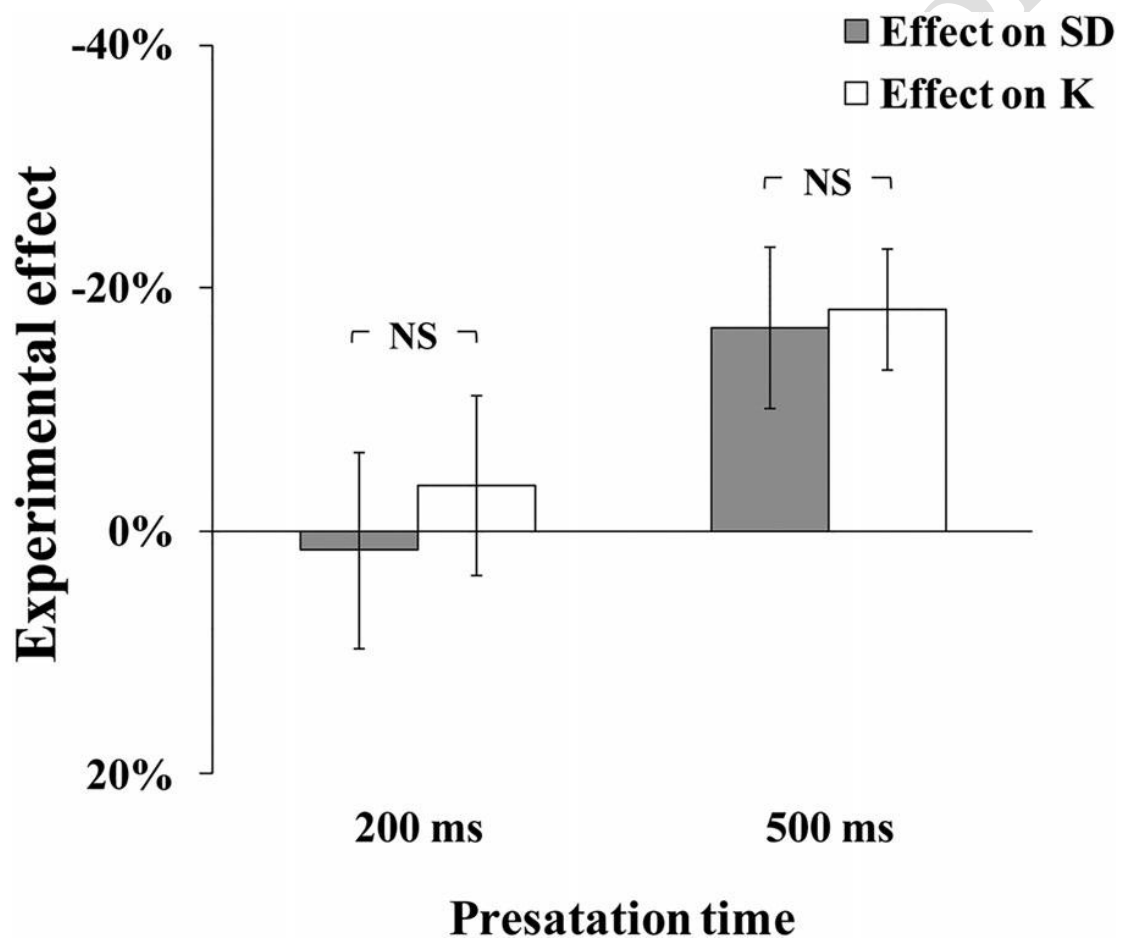 Effect on SD
Effect on K
-40%
-20%
0%
20%
Experimental effect
NS
NS
200 ms
500 ms
Presatation time